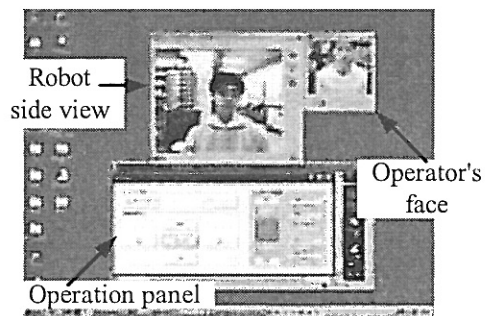 Robot
side view
Operator's
face
Operation panel